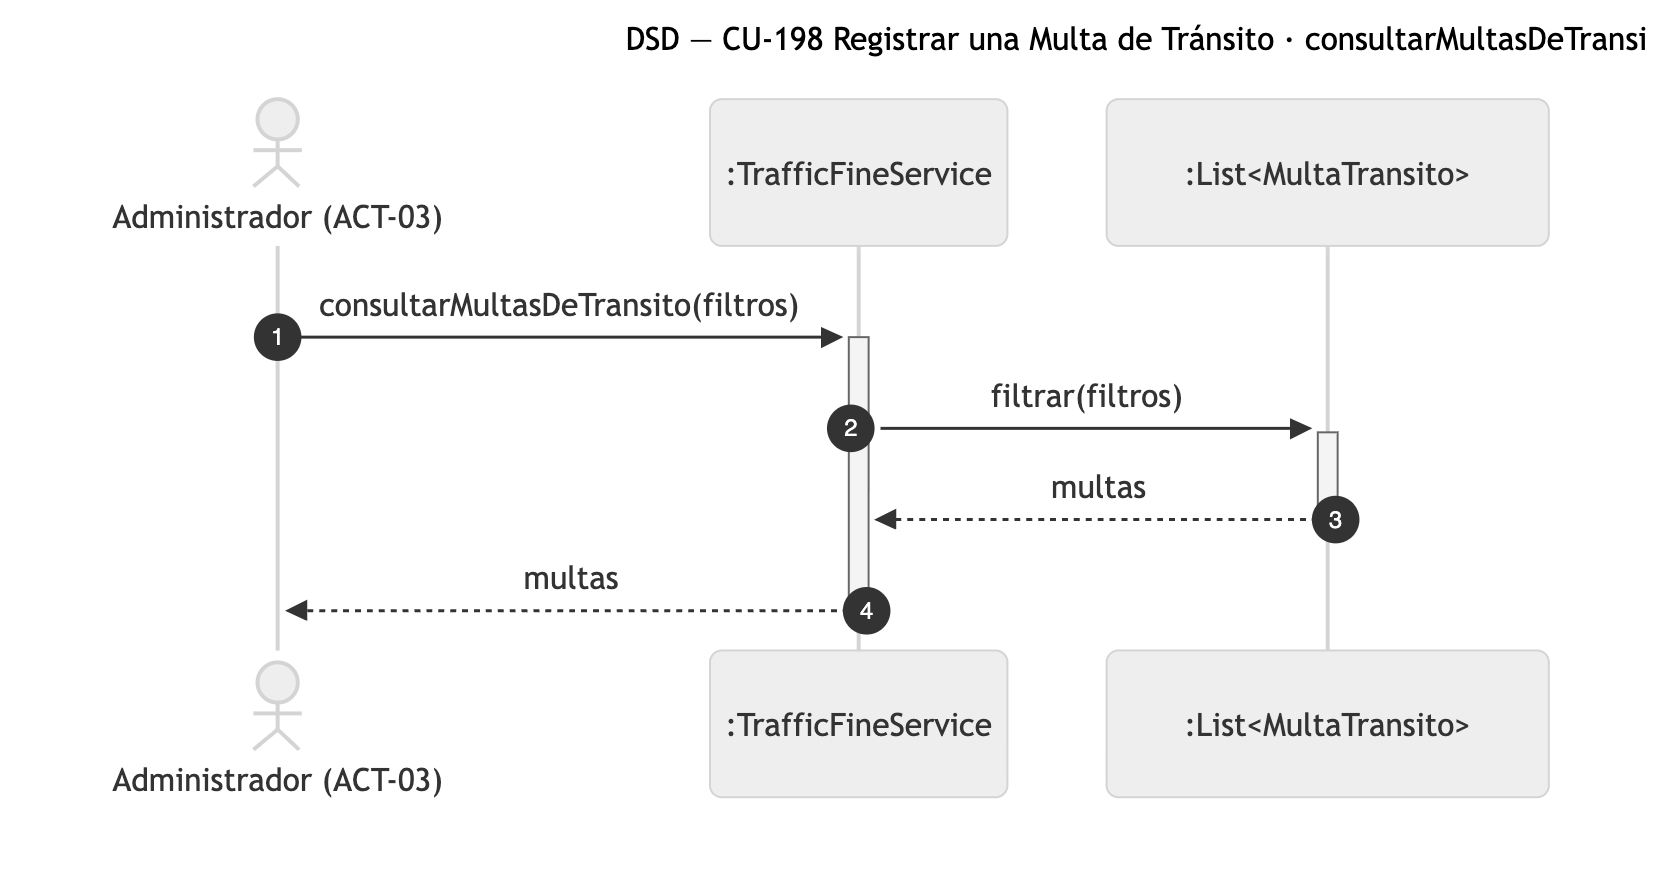 DSD — CU-198 Registrar una Multa de Tránsito · consultarMultasDeTransi
Administrador (ACT-03)
:TrafficFineService
:List<MultaTransito>
consultarMultasDeTransito(filtros)
1
filtrar(filtros)
2
multas
3
multas
4
Administrador (ACT-03)
:TrafficFineService
:List<MultaTransito>